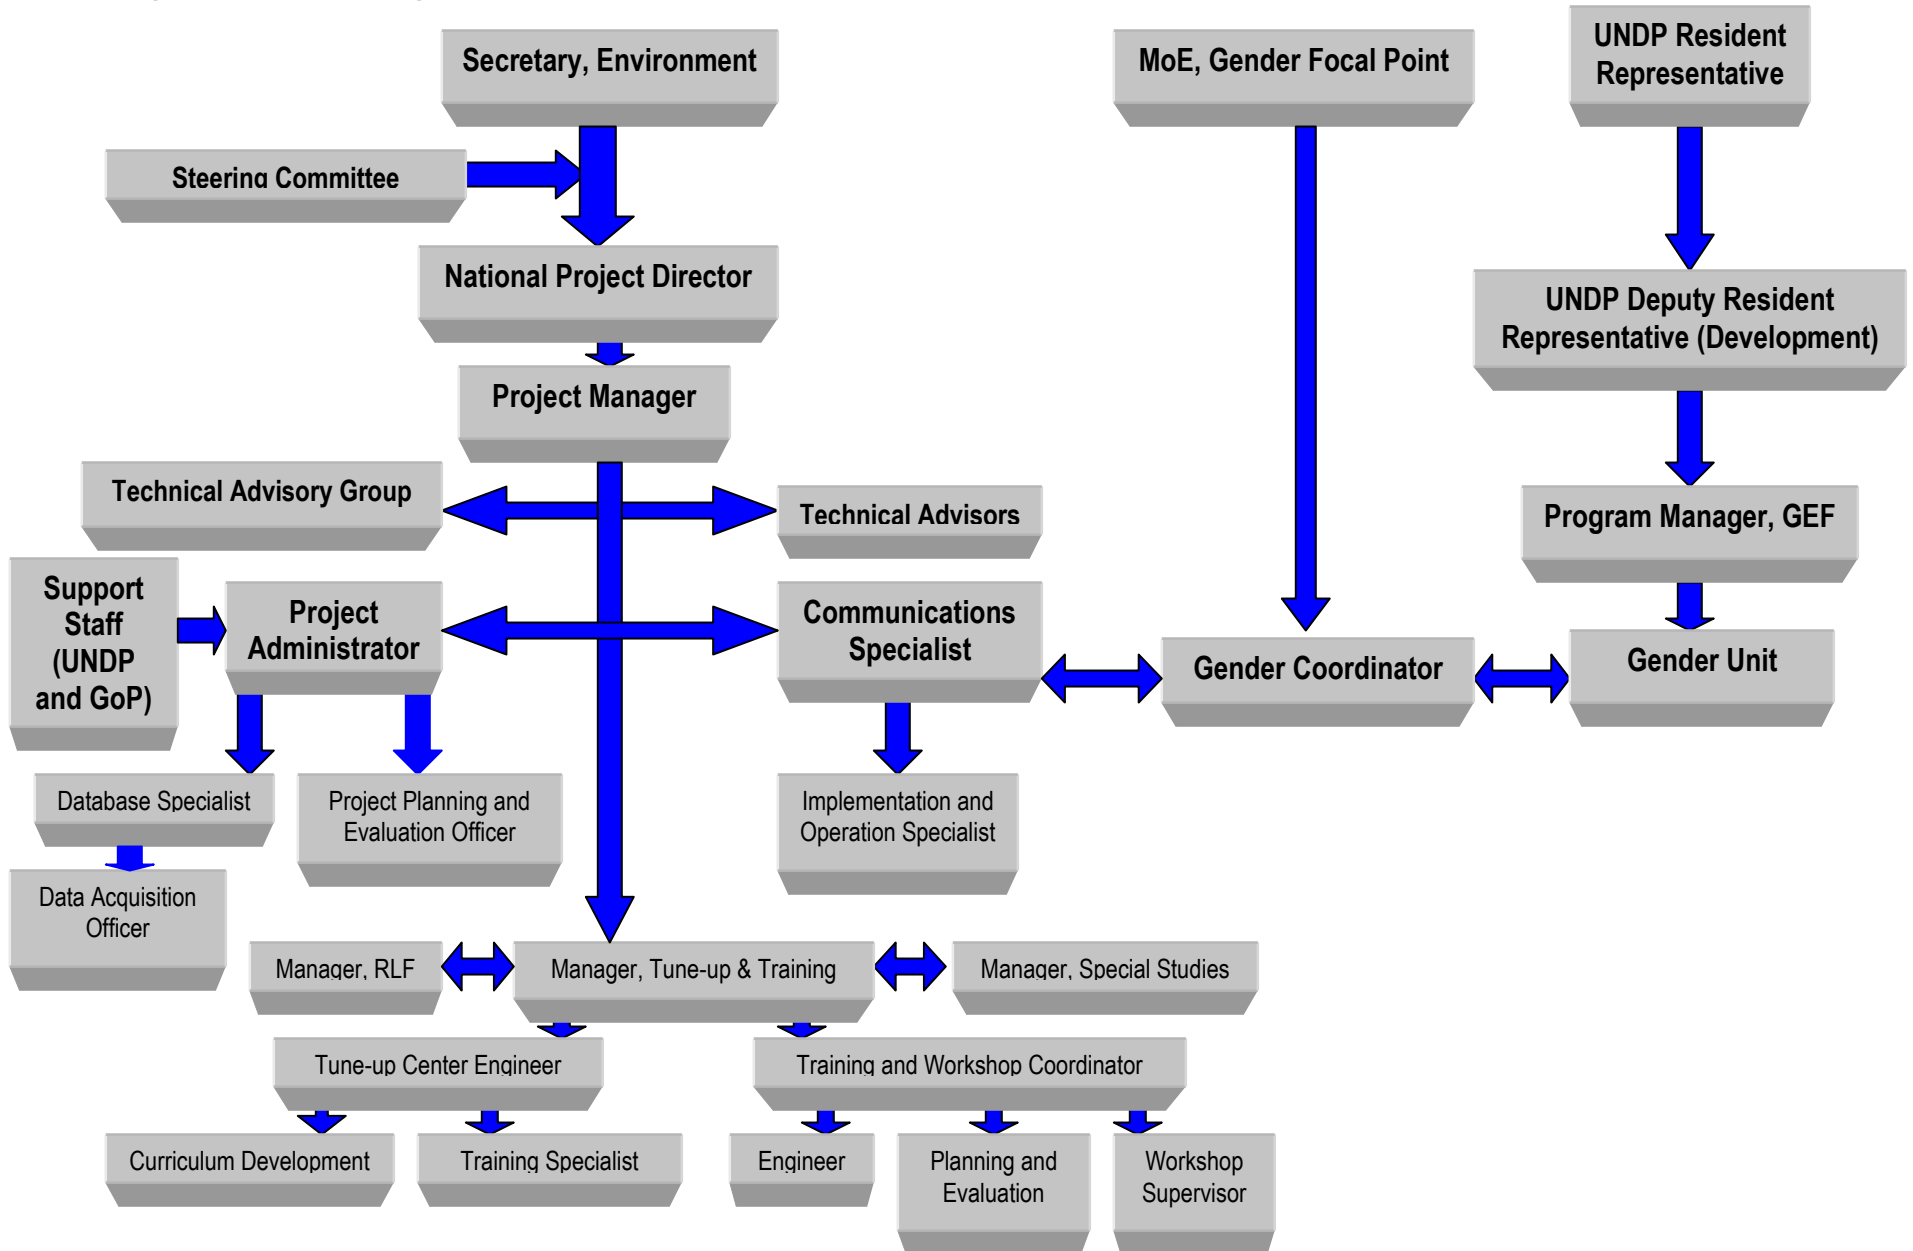 Secretary, Environment
MoE, Gender Focal Point
UNDP Resident
Representative
Steering Committee
National Project Director
UNDP Deputy Resident
Representative (Development)
Project Manager
Technical Advisory Group
Technical Advisors
Program Manager, GEF
Support
Staff
(UNDP
and GoP)
Project
Administrator
Communications
Specialist
Gender Coordinator
Gender Unit
Database Specialist
Project Planning and
Evaluation Officer
Implementation and
Operation Specialist
Data Acquisition
Officer
Manager, RLF
Manager, Tune-up & Training
Manager, Special Studies
Tune-up Center Engineer
Training and Workshop Coordinator
Curriculum Development
Training Specialist
Engineer
Planning and
Evaluation
Workshop
Supervisor